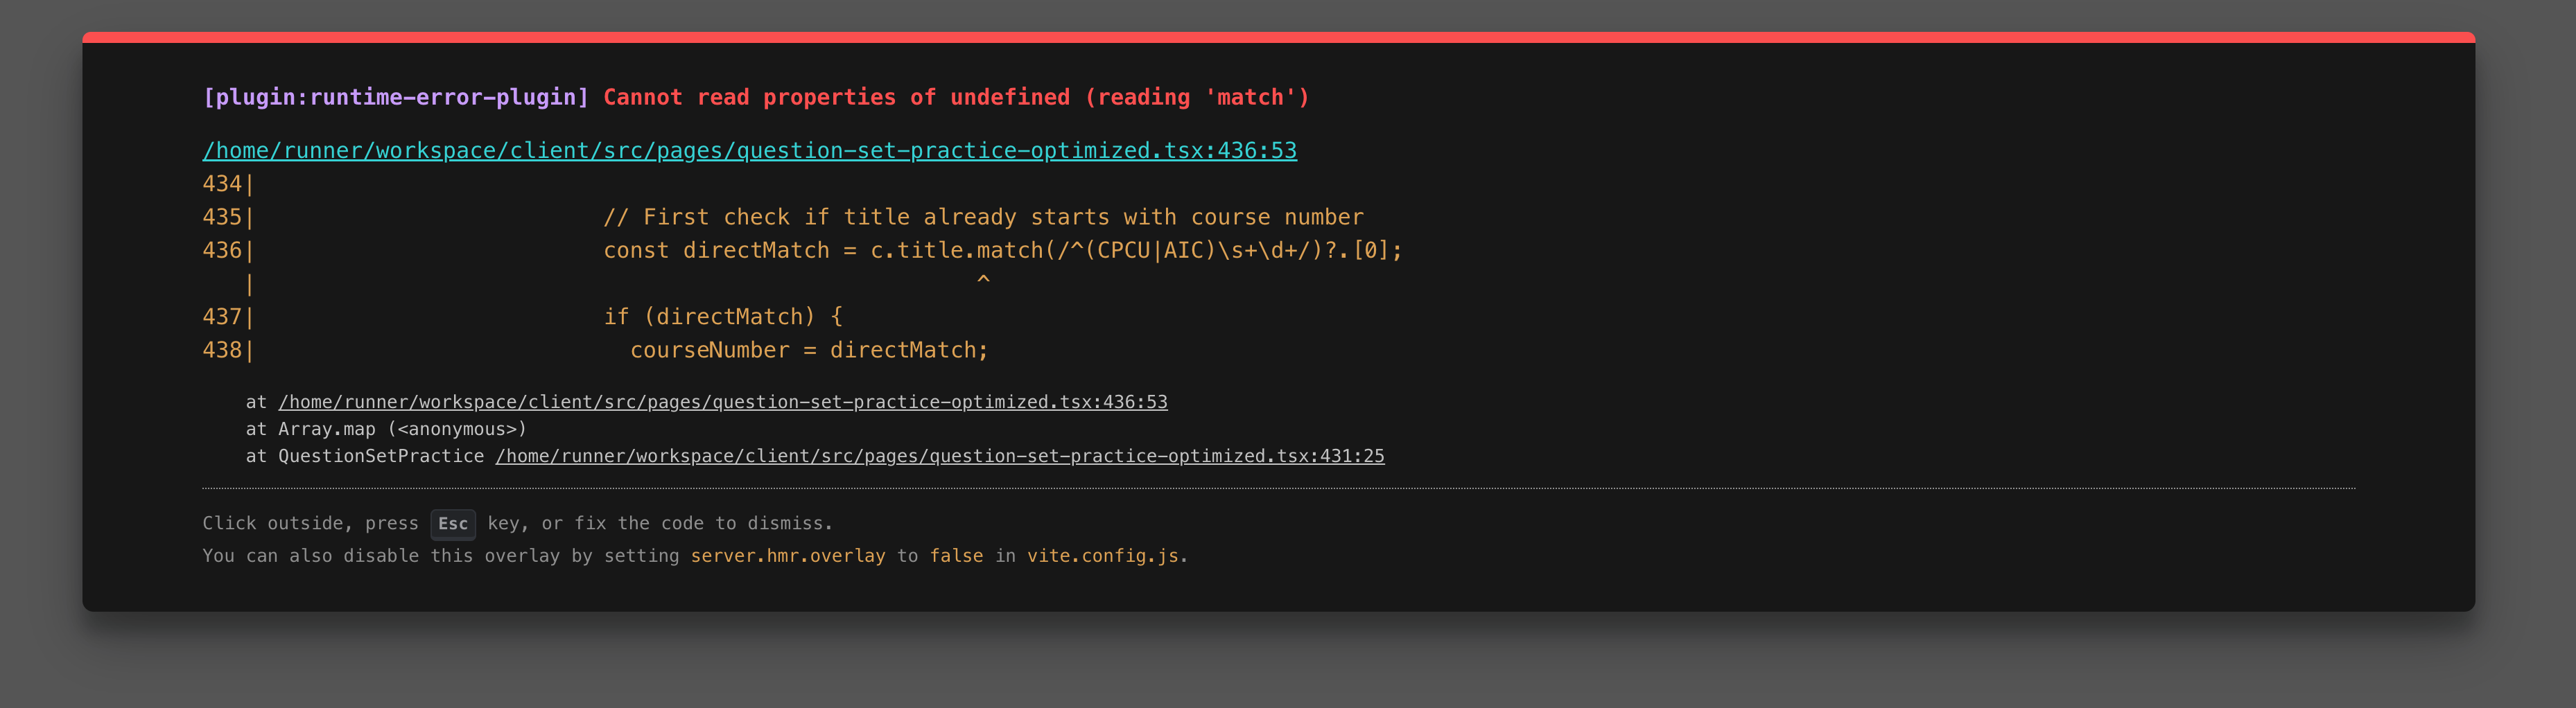 [plugin:runtime-error-plugin] Cannot read properties of undefined (reading 'match')
/home/runner/workspace/client/src/pages/question-set-practice-optimized.tsx:436:53
434|
435|                          // First check if title already starts with course number
436|                          const directMatch = c.title.match(/^(CPCU|AIC)\s+\d+/)?.[0];
   |                                                      ^
437|                          if (directMatch) {
438|                            courseNumber = directMatch;
    at /home/runner/workspace/client/src/pages/question-set-practice-optimized.tsx:436:53
    at Array.map (<anonymous>)
    at QuestionSetPractice /home/runner/workspace/client/src/pages/question-set-practice-optimized.tsx:431:25
Click outside, press Esc key, or fix the code to dismiss.
You can also disable this overlay by setting server.hmr.overlay to false in vite.config.js.